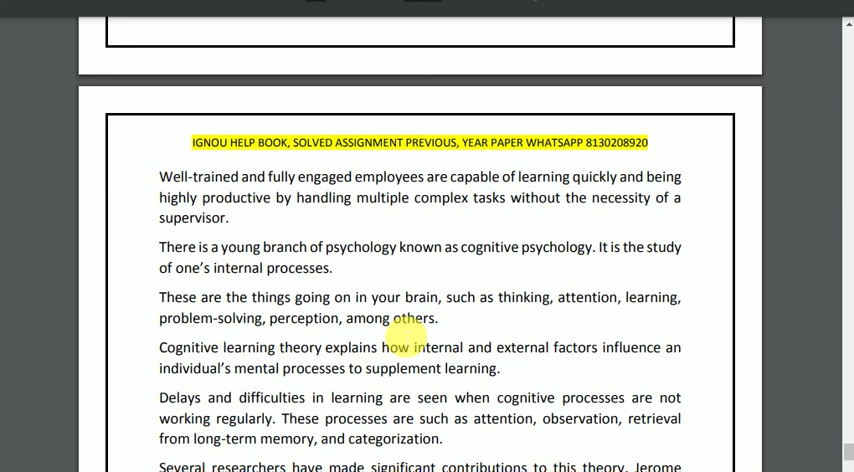 IGNOU HELP BOOK, SOLVED ASSIGNMENT PREVIOUS, YEAR PAPER WHATSAPP 8130208920
Well-trained and fully engaged employees are capable of learning quickly and being
highly productive by handling multiple complex tasks without the necessity of a
supervisor.
There is a young branch of psychology known as cognitive psychology. It is the study
of one’s internal processes.
These are the things going on in your brain, such as thinking, attention, learning,
problem-solving, perception, among others.
Cognitive learning theory explains how internal and external factors influence an
individual’s mental processes to supplement learning.
Delays and difficulties in learning are seen when cognitive processes are not
working regularly. These processes are such as attention, observation, retrieval
from long-term memory, and categorization.
Several researchers have made significant contributions to this theory. Jerome